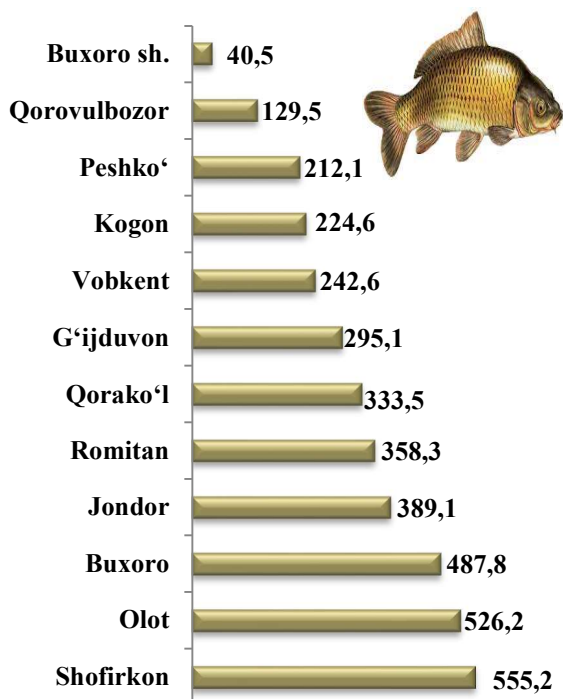 Buxoro sh. 40,5
Qorovulbozor 129,5
Peshko‘ 212,1
Kogon 224,6
Vobkent 242,6
G‘ijduvon 295,1
Qorako‘l 333,5
Romitan 358,3
Jondor 389,1
Buxoro 487,8
Olot 526,2
Shofirkon 555,2